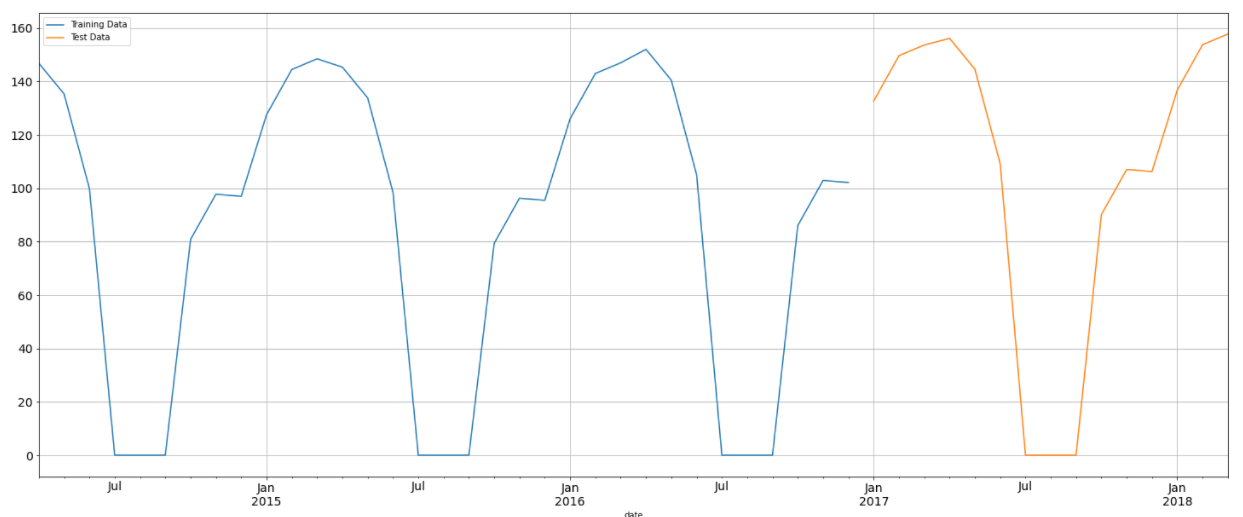 Training Data
Test Data
160
140
120
100
80
60
40
20
0
Jul
Jan
2015
Jul
Jan
2016
Jul
Jan
2017
Jul
Jan
2018
date